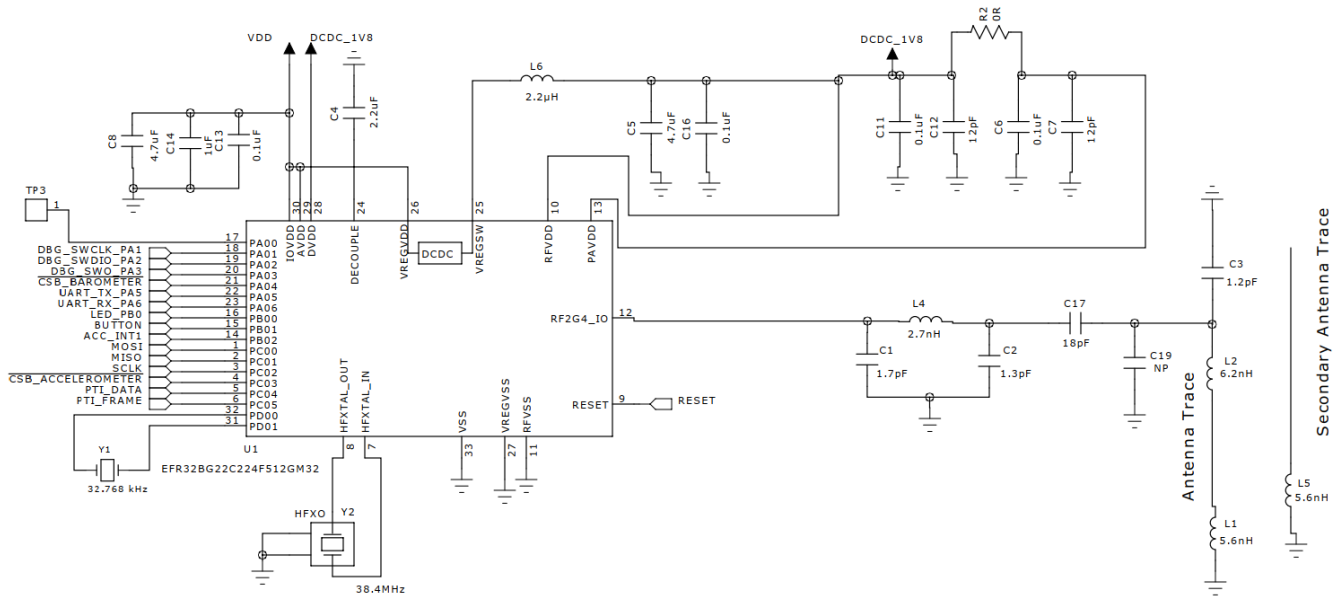 VDD
DCDC_1V8
C4
2.2uF
L6
2.2µH
DCDC_1V8
R2
0R
C8
4.7uF
C14
1uF
C13
0.1uF
C5
4.7uF
C16
0.1uF
C11
0.1uF
C12
12pF
C6
0.1uF
C7
12pF
TP3
1
30
29
28
24
26
25
10
13
IOVDD
AVDD
DVDD
DECOUPLE
VREGVDD
DCDC
VREGSW
RFVDD
PAVDD
17 PA00
DBG_SWCLK_PA1 18 PA01
DBG_SWDIO_PA2 19 PA02
DBG_SWO_PA3 20 PA03
CSB_BAROMETER 21 PA04
UART_TX_PA5 22 PA05
UART_RX_PA6 23 PA06
LED_PB0 16 PB00
BUTTON 15 PB01
ACC_INT1 14 PB02
MOSI 1 PC00
MISO 2 PC01
SCLK 3 PC02
CSB_ACCELEROMETER 4 PC03
PTI_DATA 5 PC04
PTI_FRAME 6 PC05
32 PD00
31 PD01
RF2G4_IO 12
RESET 9 RESET
HFXTAL_OUT
HFXTAL_IN
VSS
VREGVSS
RFVSS
8
7
33
27
11
U1
EFR32BG22C224F512GM32
Y1
32.768 kHz
HFXO Y2
38.4MHz
L4
2.7nH
C1
1.7pF
C2
1.3pF
C17
18pF
C19
NP
C3
1.2pF
L2
6.2nH
L1
5.6nH
Antenna Trace
L5
5.6nH
Secondary Antenna Trace